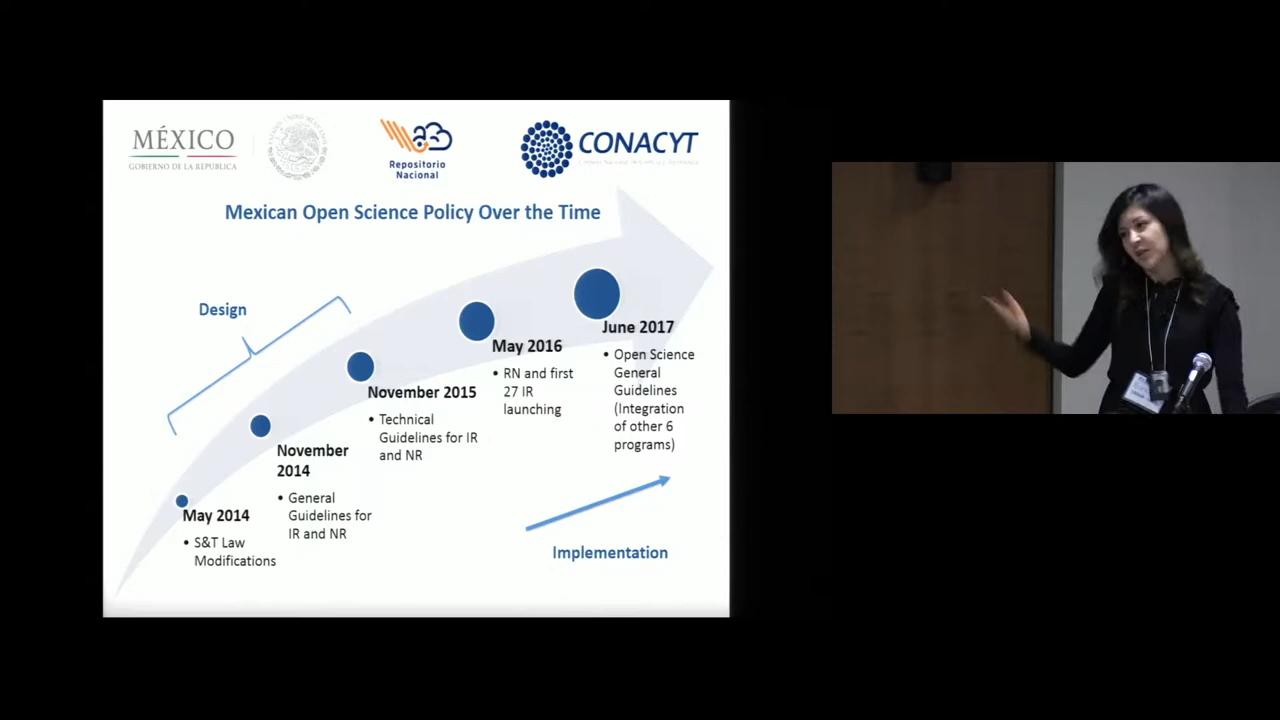 MÉXICO
GOBIERNO DE LA REPÚBLICA
Repositorio
Nacional
CONACYT
Mexican Open Science Policy Over the Time
Design
June 2017
• Open Science
General
Guidelines
(Integration
of other 6
programs)
May 2016
• RN and first
27 IR
launching
November 2015
• Technical
Guidelines for IR
and NR
November
2014
• General
Guidelines for
IR and NR
May 2014
• S&T Law
Modifications
Implementation